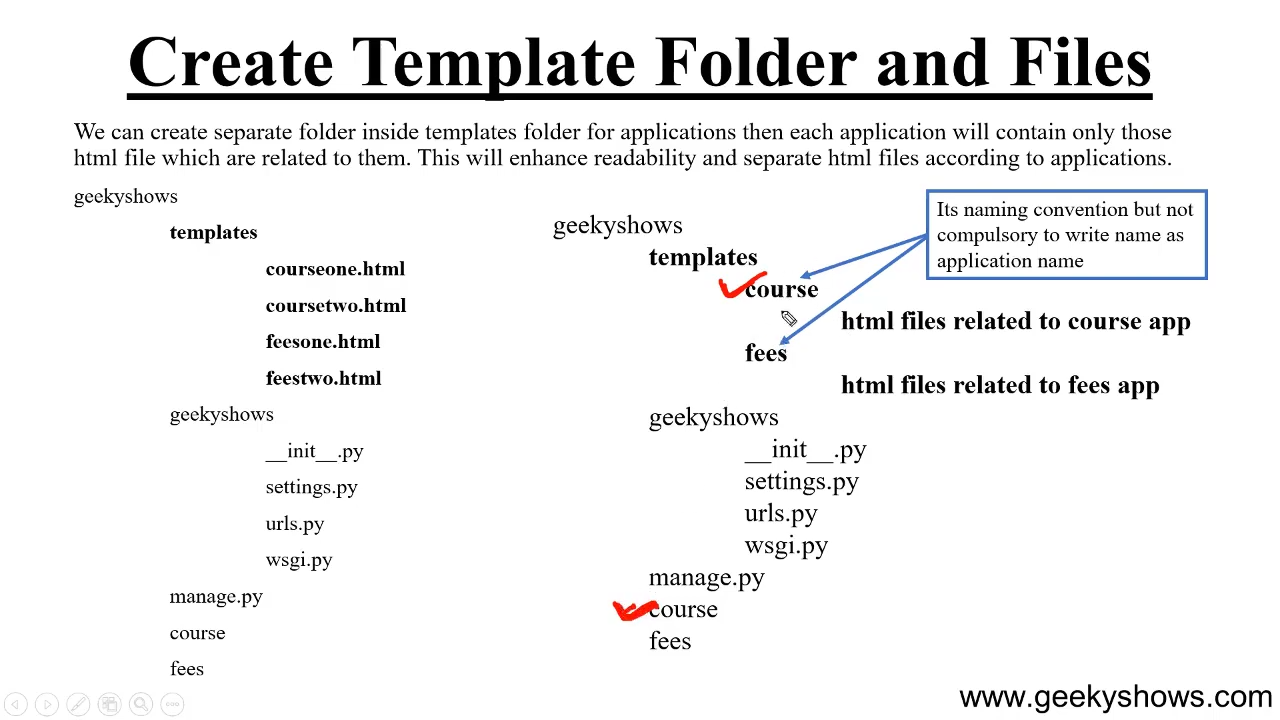 Create Template Folder and Files
We can create separate folder inside templates folder for applications then each application will contain only those
html file which are related to them. This will enhance readability and separate html files according to applications.
geekyshows
templates
courseone.html
coursetwo.html
feesone.html
feestwo.html
geekyshows
__init__.py
settings.py
urls.py
wsgi.py
manage.py
course
fees
geekyshows
templates
course
html files related to course app
fees
html files related to fees app
geekyshows
__init__.py
settings.py
urls.py
wsgi.py
manage.py
course
fees
Its naming convention but not
compulsory to write name as
application name
www.geekyshows.com